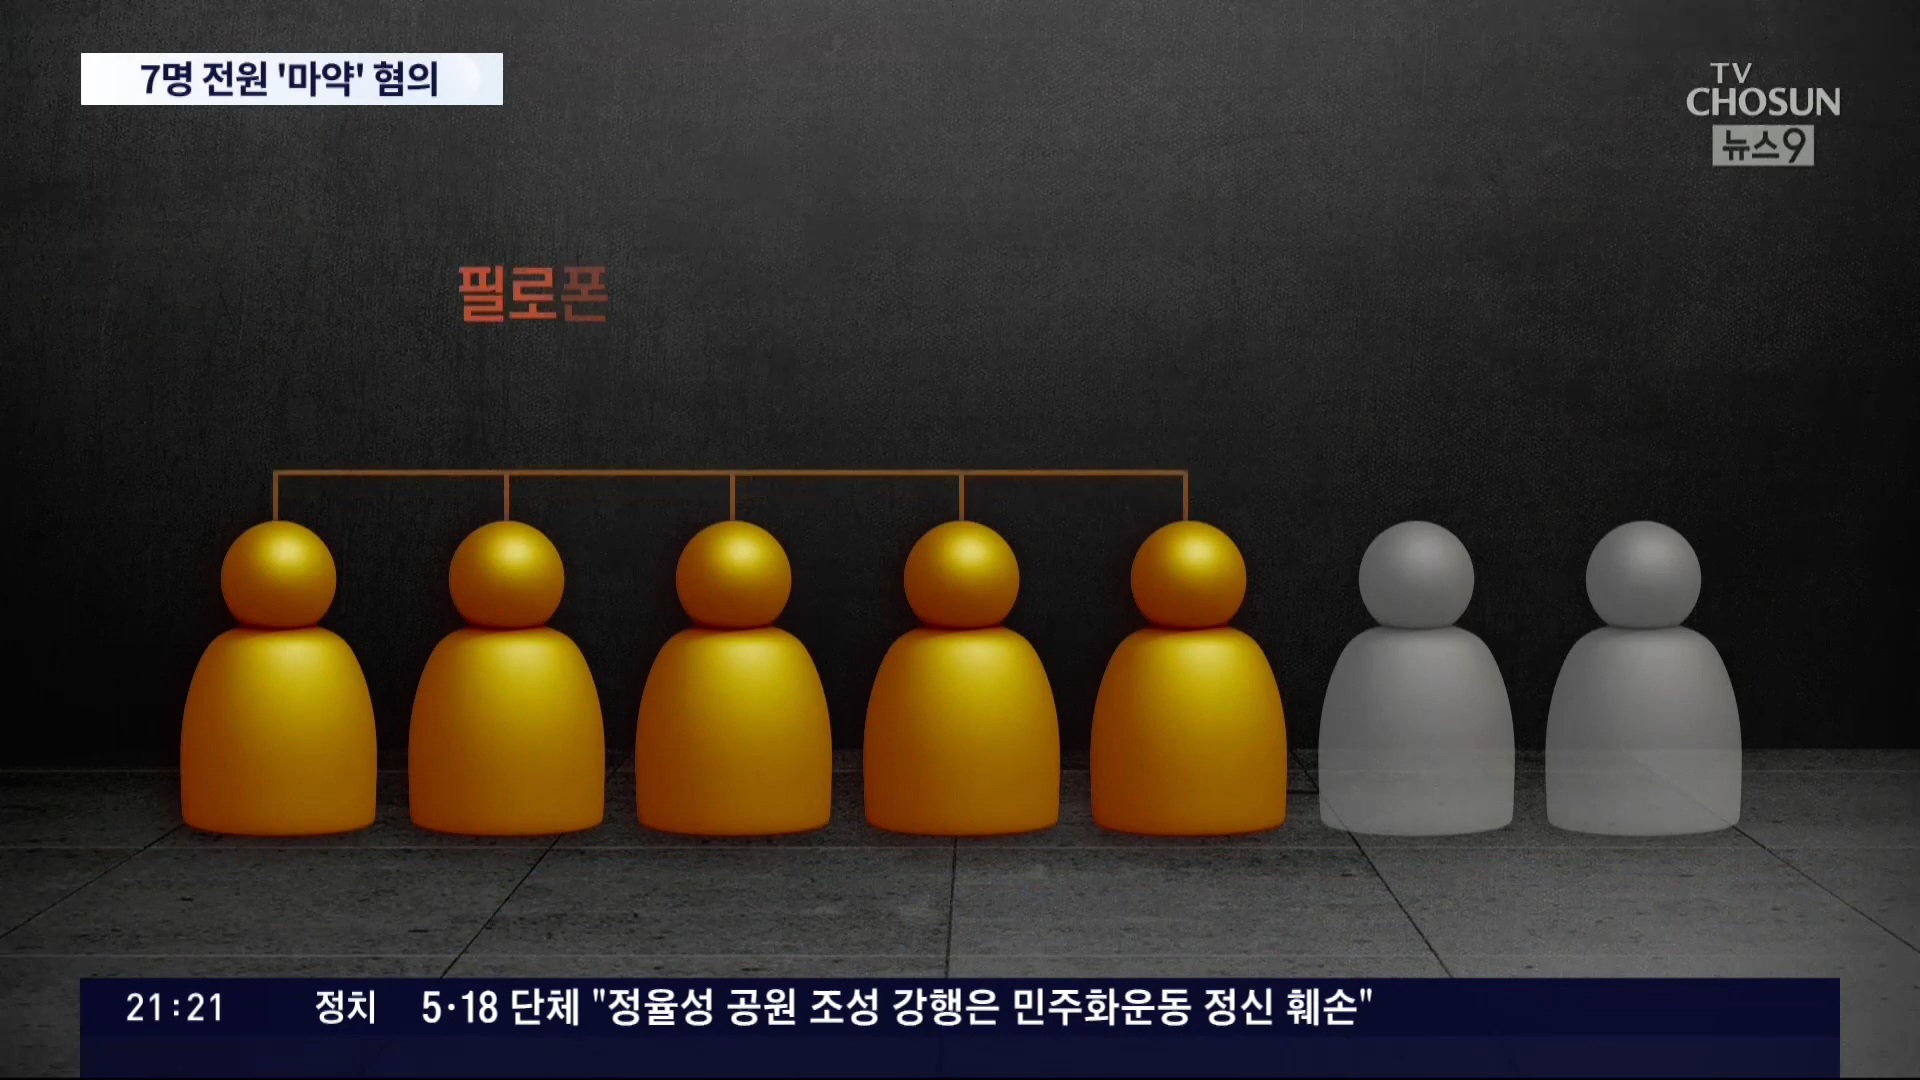 7명 전원 '마약' 혐의
TV
CHOSUN
뉴스9
필로폰
21:21 정치 5·18 단체 "정율성 공원 조성 강행은 민주화운동 정신 훼손"